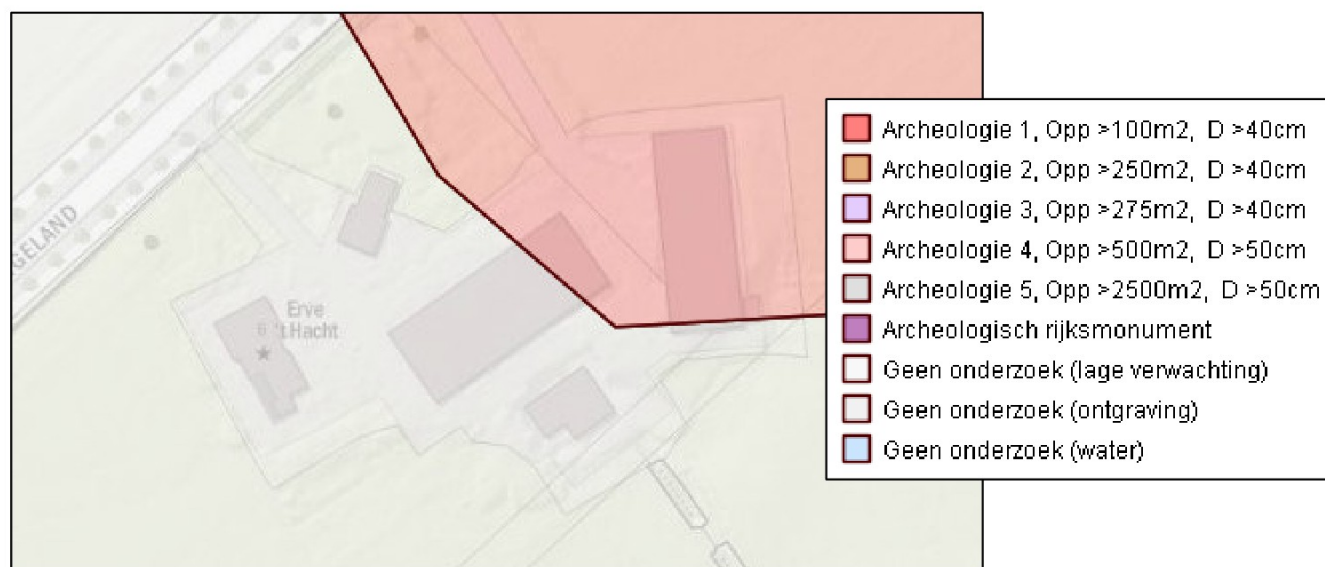 GELAND
Erve
6 't Hacht
Archeologie 1, Opp >100m2, D >40cm
Archeologie 2, Opp >250m2, D >40cm
Archeologie 3, Opp >275m2, D >40cm
Archeologie 4, Opp >500m2, D >50cm
Archeologie 5, Opp >2500m2, D >50cm
Archeologisch rijksmonument
Geen onderzoek (lage verwachting)
Geen onderzoek (ontgraving)
Geen onderzoek (water)